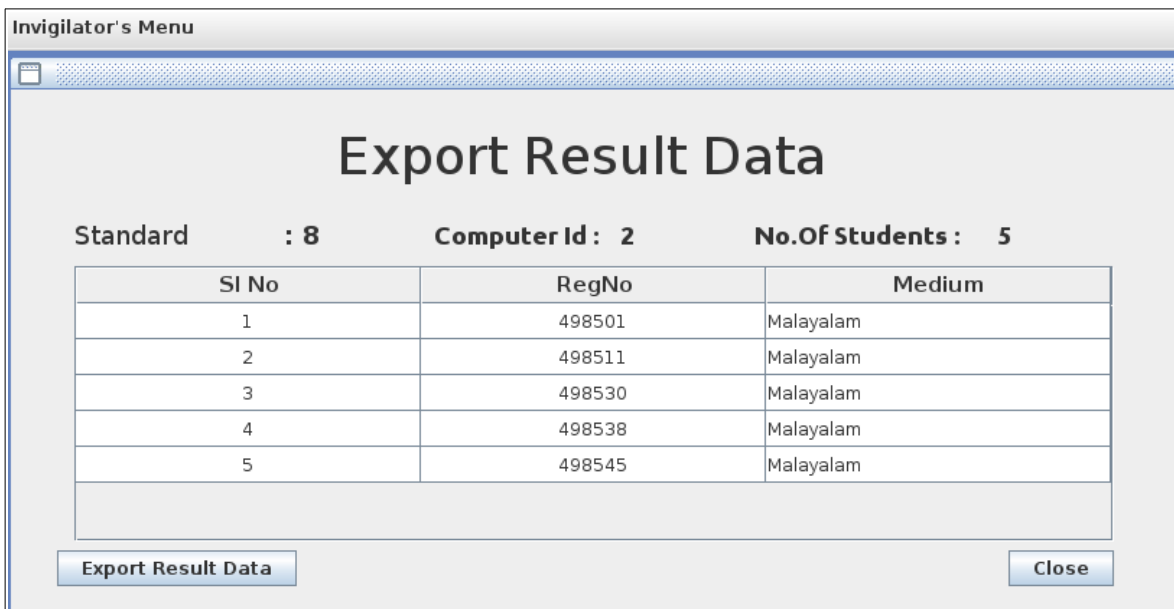 Invigilator's Menu
Export Result Data
Standard : 8 Computer Id : 2 No.Of Students : 5
Sl No RegNo Medium
1 498501 Malayalam
2 498511 Malayalam
3 498530 Malayalam
4 498538 Malayalam
5 498545 Malayalam
Export Result Data Close